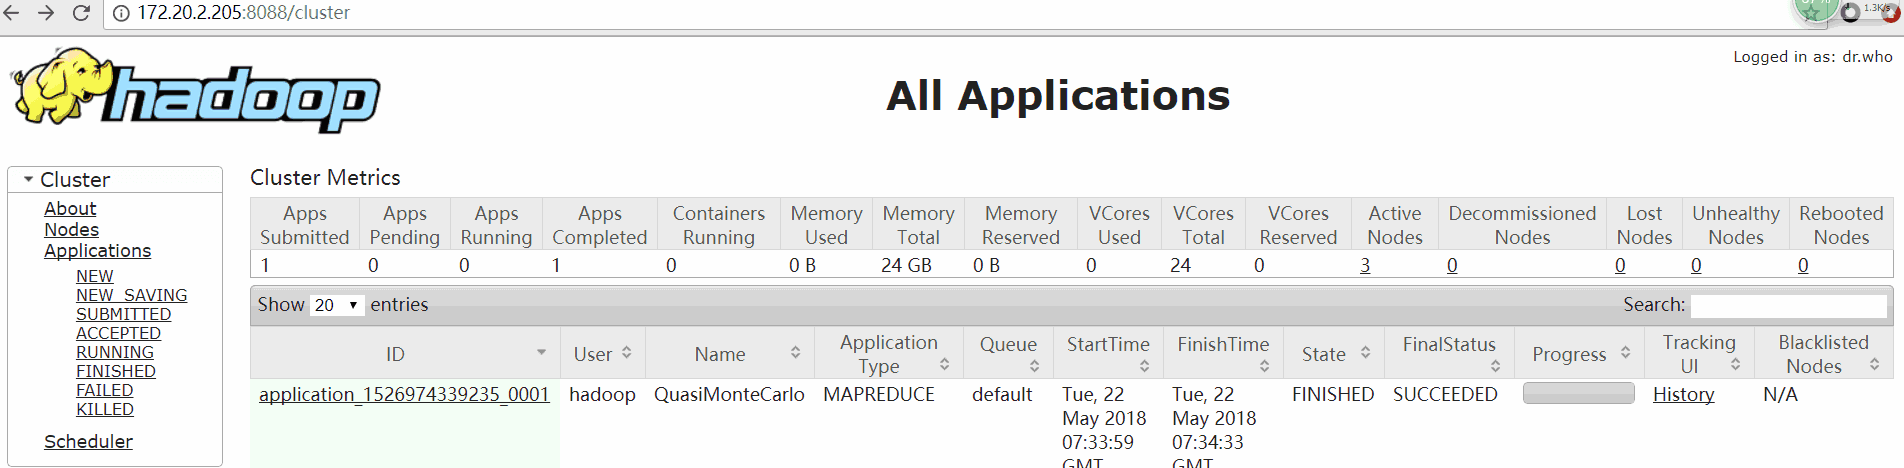 172.20.2.205:8088/cluster
1.3K/s
Logged in as: dr.who
hadoop
All Applications
Cluster
About
Nodes
Applications
NEW
NEW_SAVING
SUBMITTED
ACCEPTED
RUNNING
FINISHED
FAILED
KILLED
Scheduler
Cluster Metrics
Apps Submitted Apps Pending Apps Running Apps Completed Containers Running Memory Used Memory Total Memory Reserved VCores Used VCores Total VCores Reserved Active Nodes Decommissioned Nodes Lost Nodes Unhealthy Nodes Rebooted Nodes
1 0 0 1 0 0 B 24 GB 0 B 0 24 0 3 0 0 0 0
Show 20 entries Search:
ID User Name Application Type Queue StartTime FinishTime State FinalStatus Progress Tracking UI Blacklisted Nodes
application_1526974339235_0001 hadoop QuasiMonteCarlo MAPREDUCE default Tue, 22 May 2018 07:33:59 GMT Tue, 22 May 2018 07:34:33 GMT FINISHED SUCCEEDED History N/A